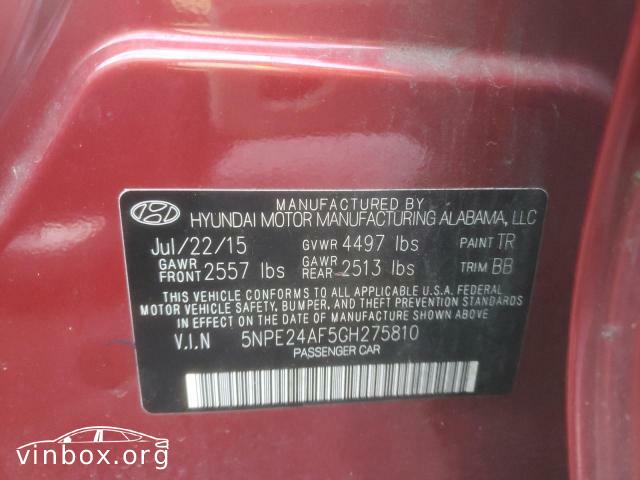 MANUFACTURED BY
HYUNDAI MOTOR MANUFACTURING ALABAMA, LLC
Jul/22/15 GVWR 4497 lbs PAINT TR
GAWR FRONT 2557 lbs GAWR REAR 2513 lbs TRIM BB
THIS VEHICLE CONFORMS TO ALL APPLICABLE U.S.A. FEDERAL
MOTOR VEHICLE SAFETY, BUMPER, AND THEFT PREVENTION STANDARDS
IN EFFECT ON THE DATE OF MANUFACTURE SHOWN ABOVE
V.I.N 5NPE24AF5GH275810
PASSENGER CAR
vinbox.org